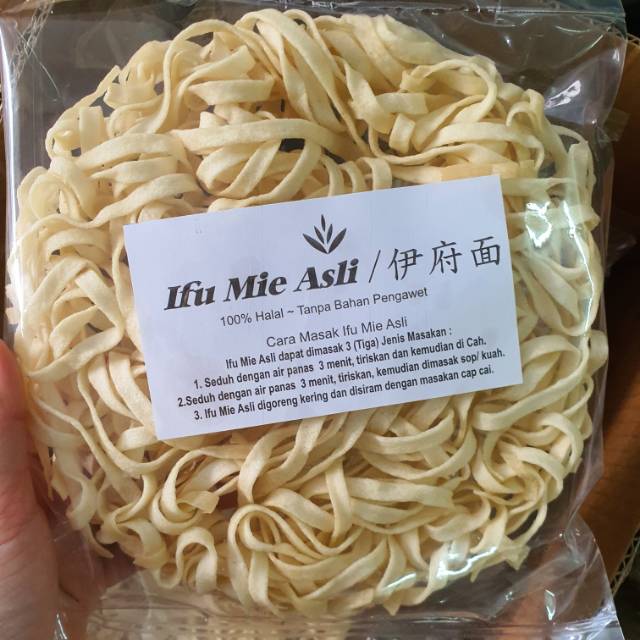 Ifu Mie Asli / 伊府面
100% Halal ~ Tanpa Bahan Pengawet
Cara Masak Ifu Mie Asli
Ifu Mie Asli dapat dimasak 3 (Tiga) Jenis Masakan :
1. Seduh dengan air panas 3 menit, tiriskan dan kemudian di Cah.
2.Seduh dengan air panas 3 menit, tiriskan, kemudian dimasak sop/ kuah.
3. Ifu Mie Asli digoreng kering dan disiram dengan masakan cap cai.